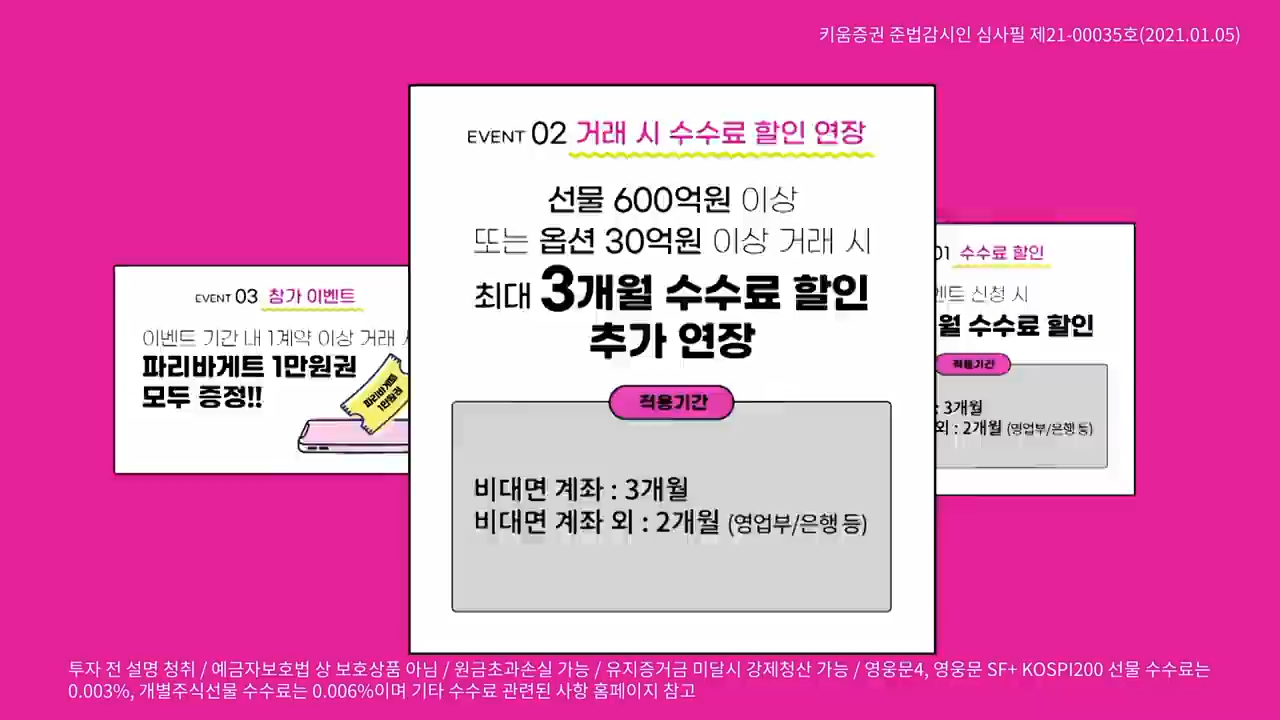 키움증권 준법감시인 심사필 제21-00035호(2021.01.05)
EVENT 02 거래 시 수수료 할인 연장
선물 600억원 이상
또는 옵션 30억원 이상 거래 시
최대 3개월 수수료 할인
추가 연장
적용기간
비대면 계좌 : 3개월
비대면 계좌 외 : 2개월 (영업부/은행 등)
EVENT 03 참가 이벤트
이벤트 기간 내 1계약 이상 거래
파리바게트 1만원권
모두 증정!!
파리바게트
1만원권
01 수수료 할인
신청 시
수수료 할인
적용기간
: 3개월
외 : 2개월 (영업부/은행 등)
투자 전 설명 청취 / 예금자보호법 상 보호상품 아님 / 원금초과손실 가능 / 유지증거금 미달시 강제청산 가능 / 영웅문4, 영웅문 SF+ KOSPI200 선물 수수료는
0.003%, 개별주식선물 수수료는 0.006%이며 기타 수수료 관련된 사항 홈페이지 참고